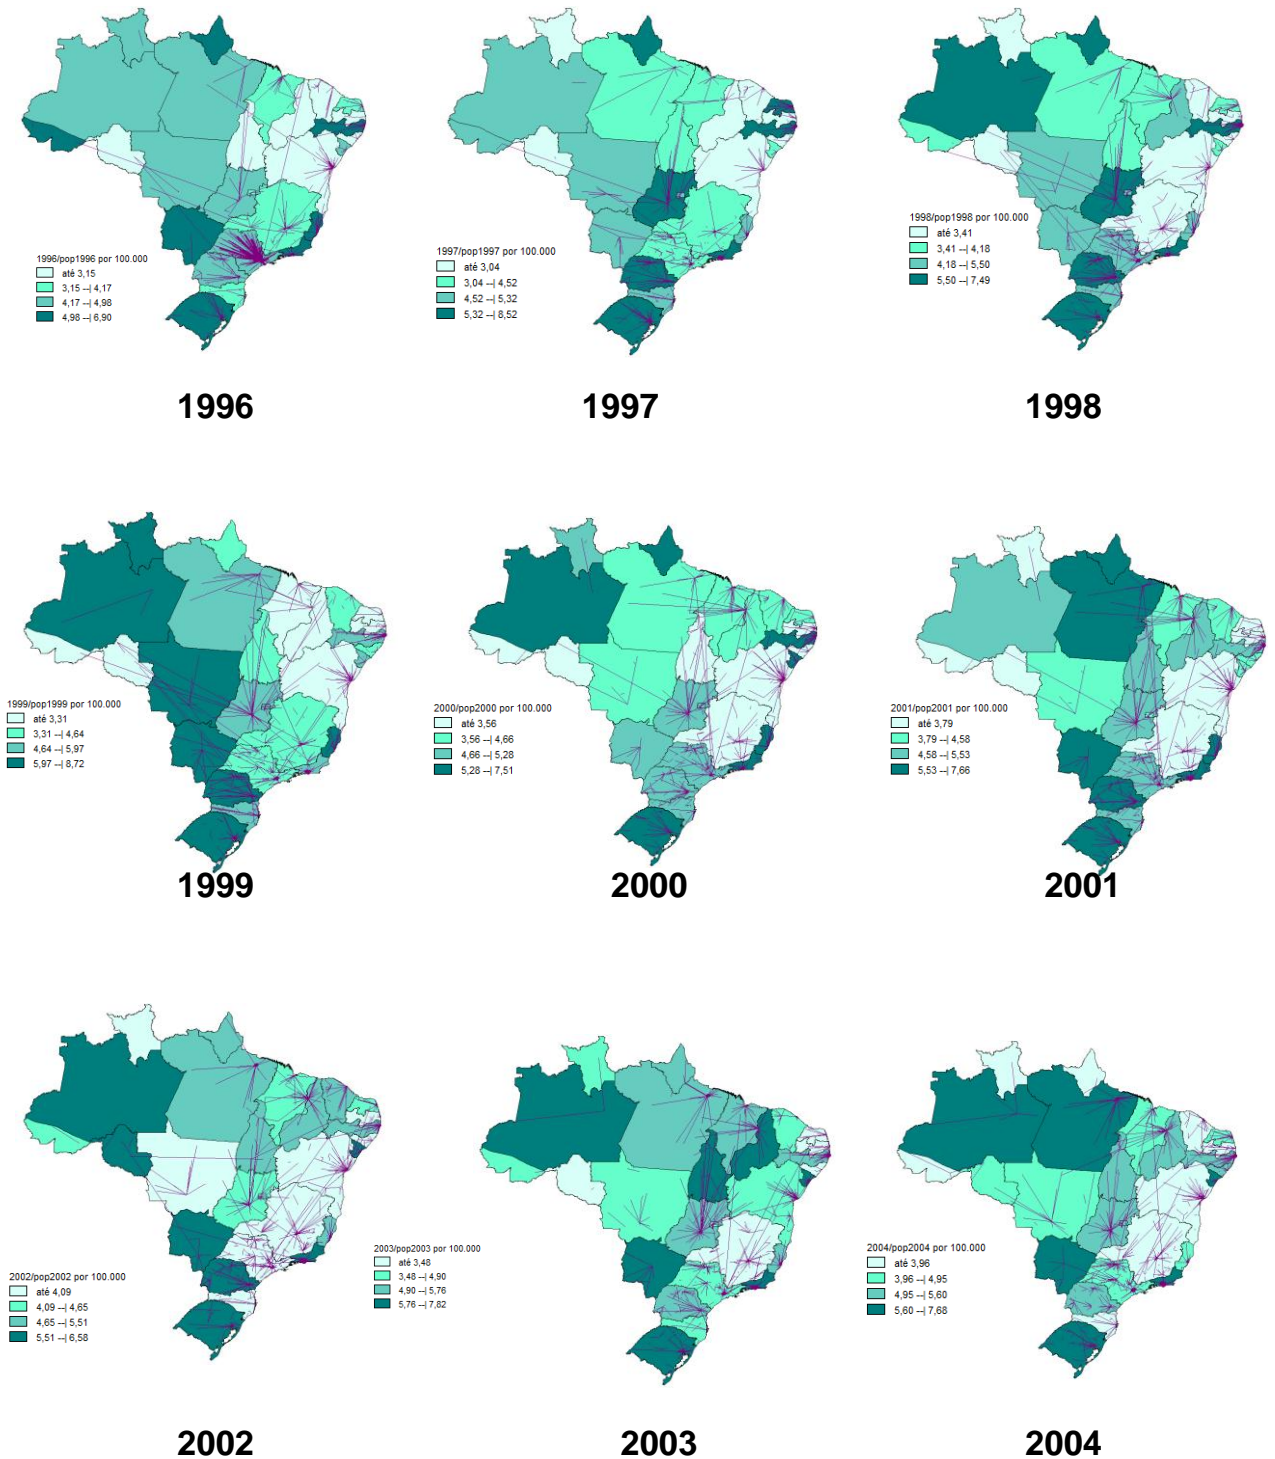 1996/pop1996 por 100.000
até 3,15
3,15 --| 4,17
4,17 --| 4,98
4,98 --| 6,90
1996
1997/pop1997 por 100.000
até 3,04
3,04 --| 4,52
4,52 --| 5,32
5,32 --| 8,52
1997
1998/pop1998 por 100.000
até 3,41
3,41 --| 4,18
4,18 --| 5,50
5,50 --| 7,49
1998
1999/pop1999 por 100.000
até 3,31
3,31 --| 4,64
4,64 --| 5,97
5,97 --| 8,72
1999
2000/pop2000 por 100.000
até 3,56
3,56 --| 4,66
4,66 --| 5,28
5,28 --| 7,51
2000
2001/pop2001 por 100.000
até 3,79
3,79 --| 4,58
4,58 --| 5,53
5,53 --| 7,66
2001
2002/pop2002 por 100.000
até 4,09
4,09 --| 4,65
4,65 --| 5,51
5,51 --| 6,58
2002
2003/pop2003 por 100.000
até 3,48
3,48 --| 4,90
4,90 --| 5,76
5,76 --| 7,82
2003
2004/pop2004 por 100.000
até 3,96
3,96 --| 4,95
4,95 --| 5,60
5,60 --| 7,68
2004